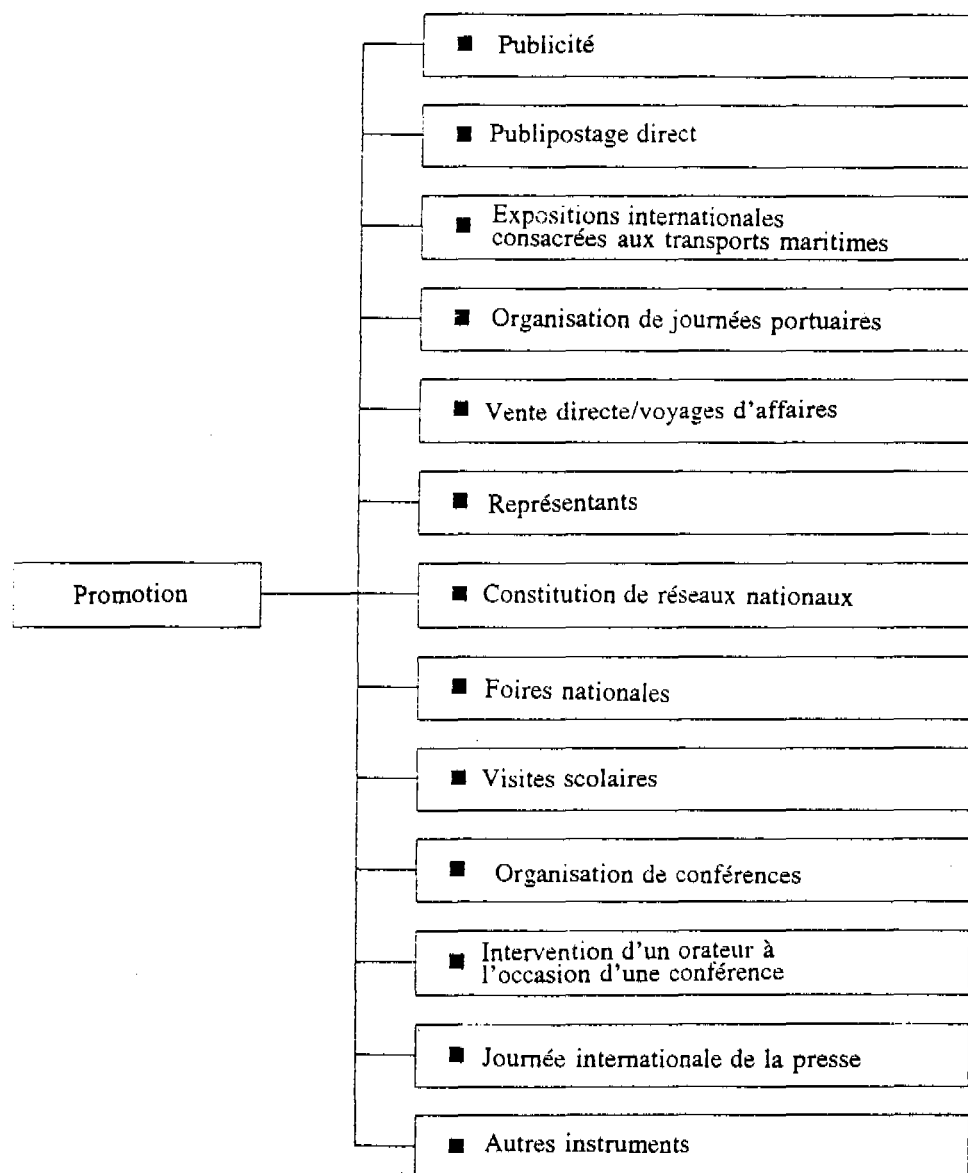 ■ Publicité
■ Publipostage direct
■ Expositions internationales
consacrées aux transports maritimes
■ Organisation de journées portuaires
■ Vente directe/voyages d'affaires
■ Représentants
Promotion
■ Constitution de réseaux nationaux
■ Foires nationales
■ Visites scolaires
■ Organisation de conférences
■ Intervention d'un orateur à
l'occasion d'une conférence
■ Journée internationale de la presse
■ Autres instruments